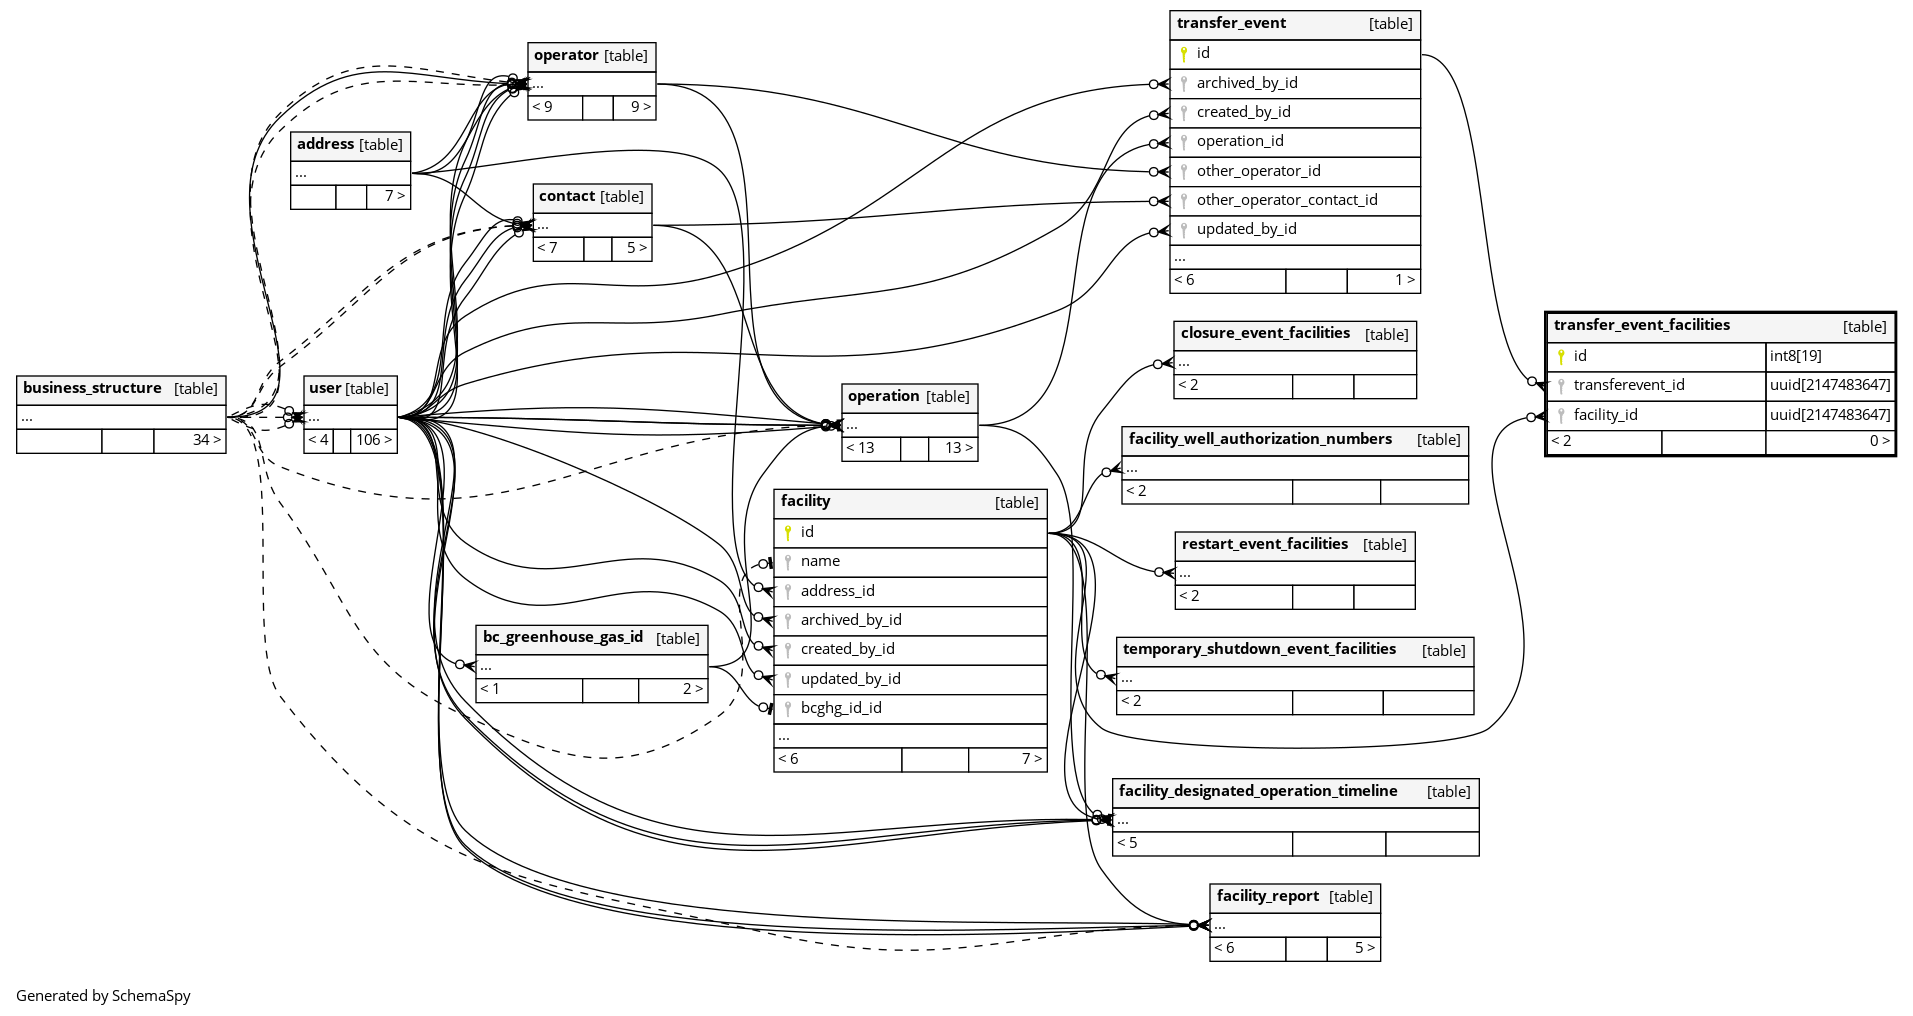 transfer_event [table]
id
archived_by_id
created_by_id
operation_id
other_operator_id
other_operator_contact_id
updated_by_id
...
< 6 1 >
operator [table]
...
< 9 9 >
address [table]
...
7 >
contact [table]
...
< 7 5 >
transfer_event_facilities [table]
id int8[19]
transferevent_id uuid[2147483647]
facility_id uuid[2147483647]
< 2 0 >
closure_event_facilities [table]
...
< 2
business_structure [table]
...
34 >
user [table]
...
< 4 106 >
operation [table]
...
< 13 13 >
facility_well_authorization_numbers [table]
...
< 2
facility [table]
id
name
address_id
archived_by_id
created_by_id
updated_by_id
bcghg_id_id
...
< 6 7 >
restart_event_facilities [table]
...
< 2
bc_greenhouse_gas_id [table]
...
< 1 2 >
temporary_shutdown_event_facilities [table]
...
< 2
facility_designated_operation_timeline [table]
...
< 5
facility_report [table]
...
< 6 5 >
Generated by SchemaSpy